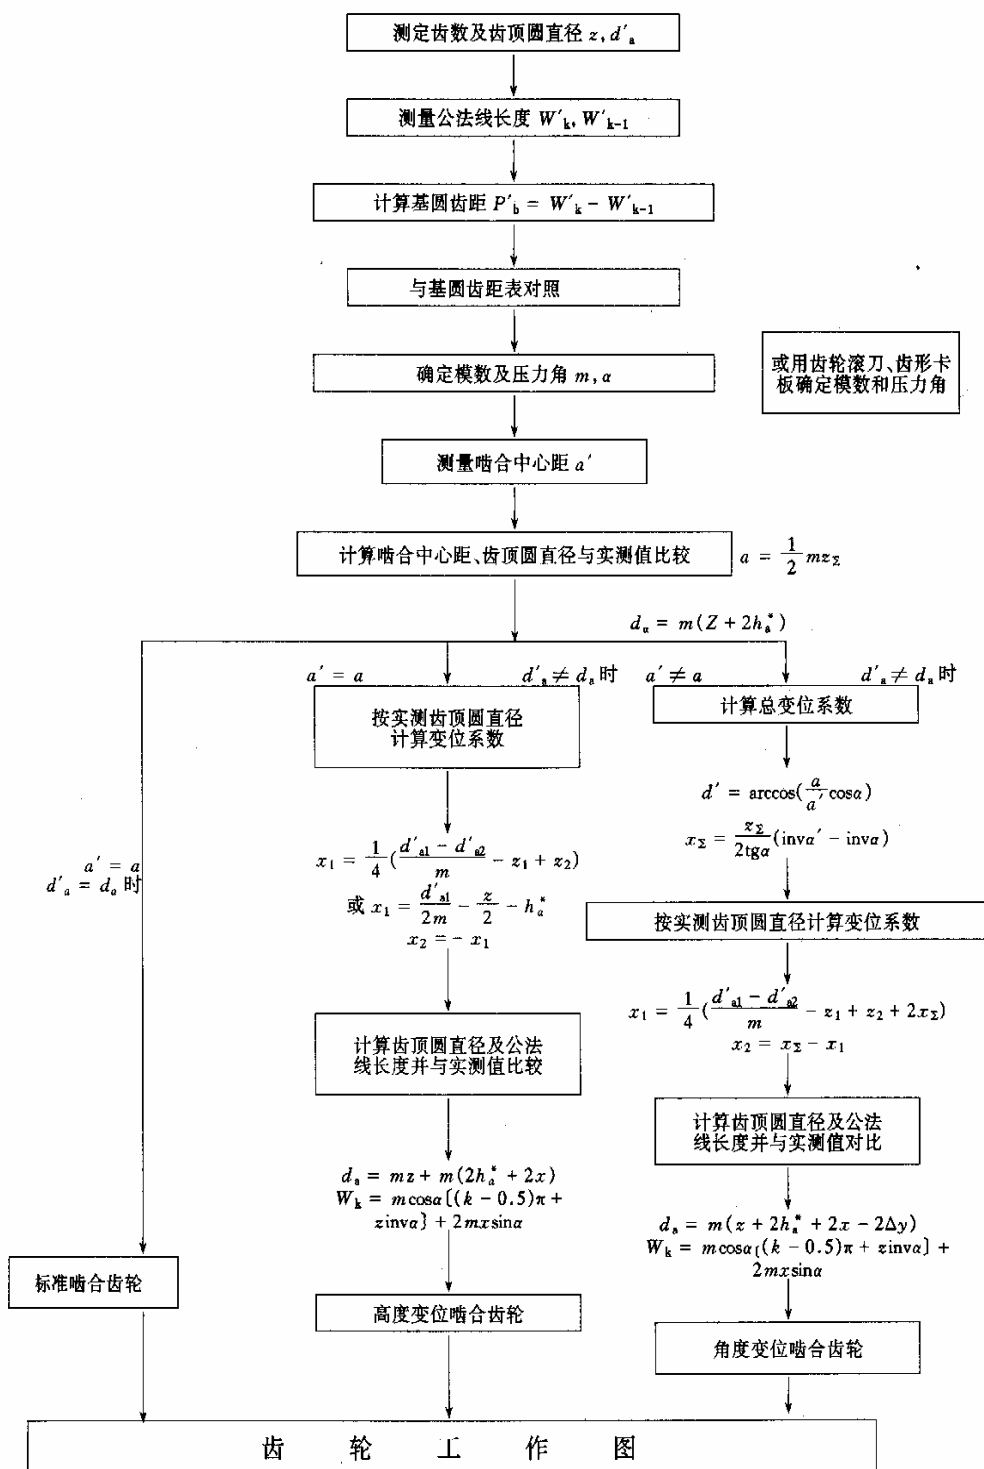 测定齿数及齿顶圆直径 z, d′ₐ
测量公法线长度 W′ₖ, W′ₖ₋₁
计算基圆齿距 P′b = W′ₖ − W′ₖ₋₁
与基圆齿距表对照
或用齿轮滚刀、齿形卡
板确定模数和压力角
确定模数及压力角 m, α
测量啮合中心距 a′
计算啮合中心距、齿顶圆直径与实测值比较
a = 1/2 mzΣ
dₐ = m(Z + 2hₐ*)
a′ = a
d′ₐ = dₐ 时
标准啮合齿轮
a′ = a d′ₐ ≠ dₐ 时
按实测齿顶圆直径
计算变位系数
x₁ = 1/4 ((d′ₐ₁ − d′ₐ₂)/m − z₁ + z₂)
或 x₁ = d′ₐ₁/2m − z/2 − hₐ*
x₂ = − x₁
计算齿顶圆直径及公法
线长度并与实测值比较
dₐ = mz + m(2hₐ* + 2x)
Wₖ = mcosα[(k − 0.5)π +
zinvα] + 2mxsinα
高度变位啮合齿轮
a′ ≠ a d′ₐ ≠ dₐ 时
计算总变位系数
d′ = arccos(a/a′ cosα)
xΣ = zΣ/2tgα (invα′ − invα)
按实测齿顶圆直径计算变位系数
x₁ = 1/4 ((d′ₐ₁ − d′ₐ₂)/m − z₁ + z₂ + 2xΣ)
x₂ = xΣ − x₁
计算齿顶圆直径及公法
线长度并与实测值对比
dₐ = m(z + 2hₐ* + 2x − 2Δy)
Wₖ = mcosα[(k − 0.5)π + zinvα] +
2mxsinα
角度变位啮合齿轮
齿 轮 工 作 图